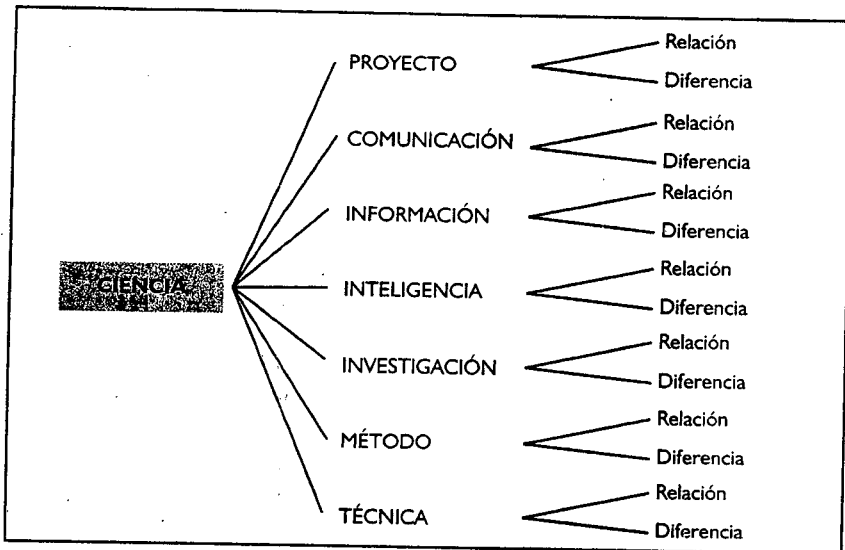 Relación
PROYECTO
Diferencia
Relación
COMUNICACIÓN
Diferencia
Relación
INFORMACIÓN
Diferencia
CIENCIA
Relación
INTELIGENCIA
Diferencia
Relación
INVESTIGACIÓN
Diferencia
Relación
MÉTODO
Diferencia
Relación
TÉCNICA
Diferencia